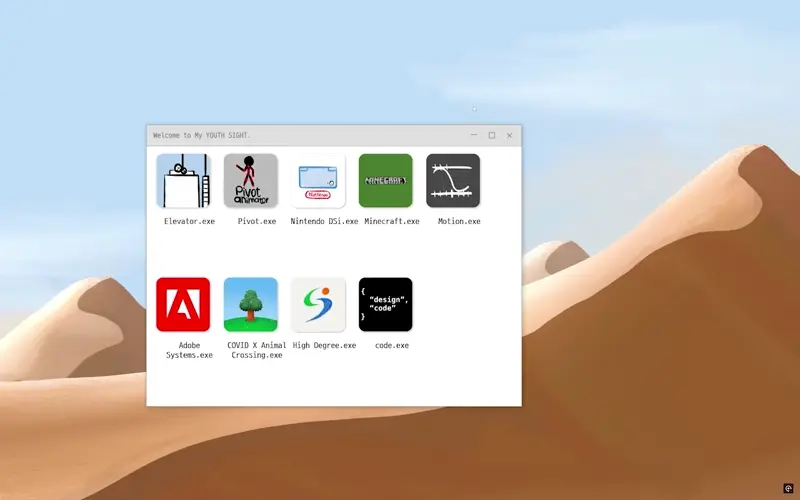 Welcome to My YOUTH SIGHT.
Pivot
animator
Nintendo
MINECRAFT
Elevator.exe
Pivot.exe
Nintendo DSi.exe
Minecraft.exe
Motion.exe
{
"design",
"code"
}
Adobe
Systems.exe
COVID X Animal
Crossing.exe
High Degree.exe
code.exe